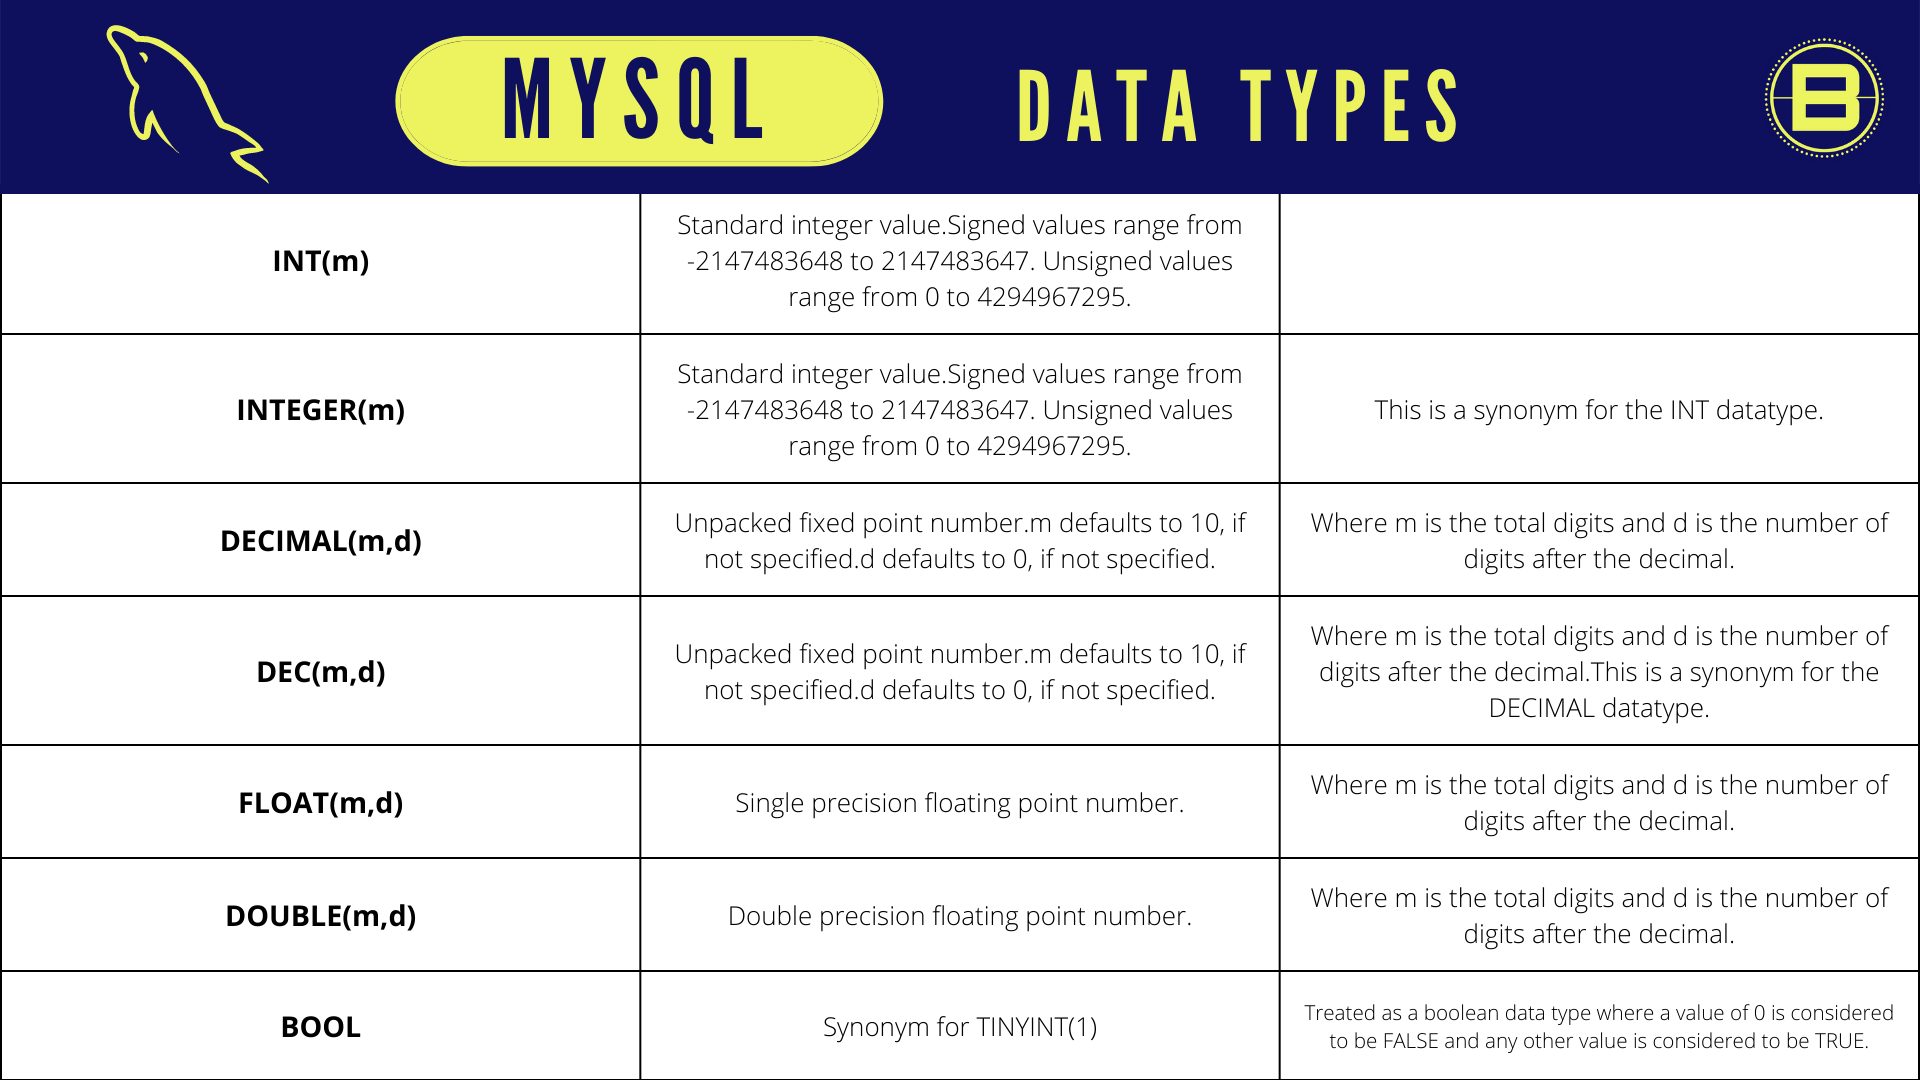 MYSQL
DATA TYPES
B
INT(m)
Standard integer value.Signed values range from
-2147483648 to 2147483647. Unsigned values
range from 0 to 4294967295.
INTEGER(m)
Standard integer value.Signed values range from
-2147483648 to 2147483647. Unsigned values
range from 0 to 4294967295.
This is a synonym for the INT datatype.
DECIMAL(m,d)
Unpacked fixed point number.m defaults to 10, if
not specified.d defaults to 0, if not specified.
Where m is the total digits and d is the number of
digits after the decimal.
DEC(m,d)
Unpacked fixed point number.m defaults to 10, if
not specified.d defaults to 0, if not specified.
Where m is the total digits and d is the number of
digits after the decimal.This is a synonym for the
DECIMAL datatype.
FLOAT(m,d)
Single precision floating point number.
Where m is the total digits and d is the number of
digits after the decimal.
DOUBLE(m,d)
Double precision floating point number.
Where m is the total digits and d is the number of
digits after the decimal.
BOOL
Synonym for TINYINT(1)
Treated as a boolean data type where a value of 0 is considered
to be FALSE and any other value is considered to be TRUE.